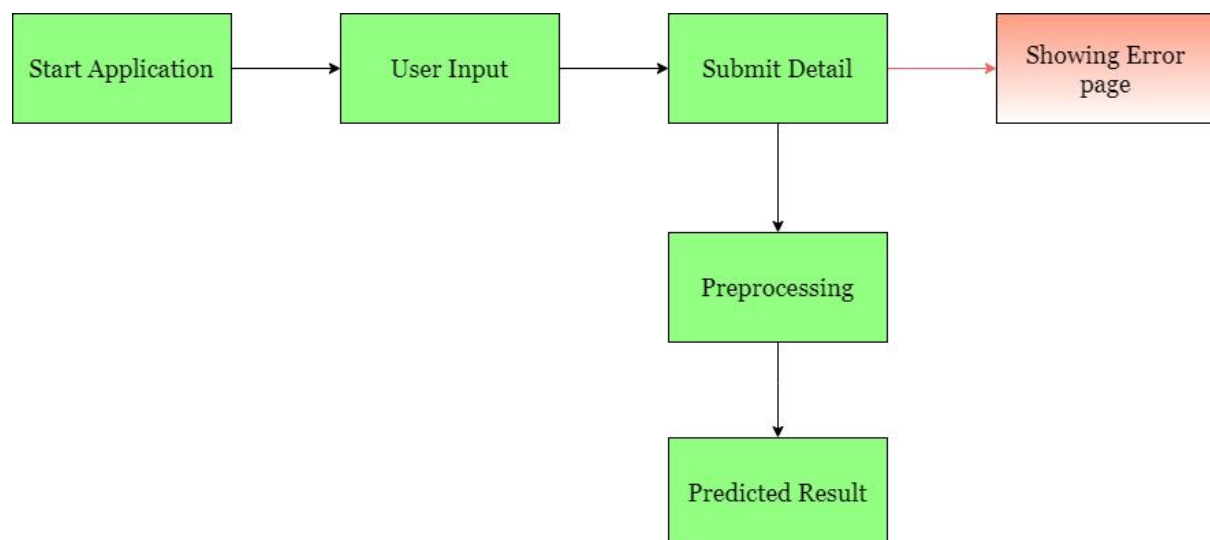 Start Application
User Input
Submit Detail
Showing Error
page
Preprocessing
Predicted Result